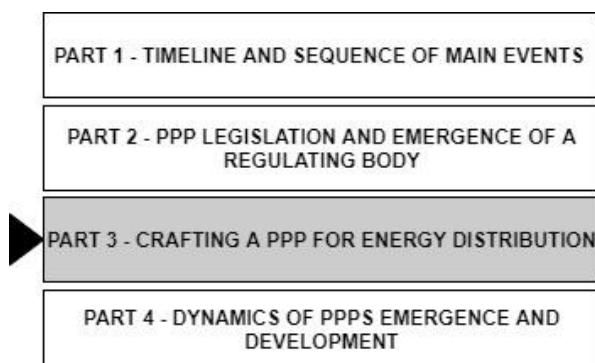 PART 1 - TIMELINE AND SEQUENCE OF MAIN EVENTS
PART 2 - PPP LEGISLATION AND EMERGENCE OF A
REGULATING BODY
PART 3 - CRAFTING A PPP FOR ENERGY DISTRIBUTION
PART 4 - DYNAMICS OF PPPS EMERGENCE AND
DEVELOPMENT